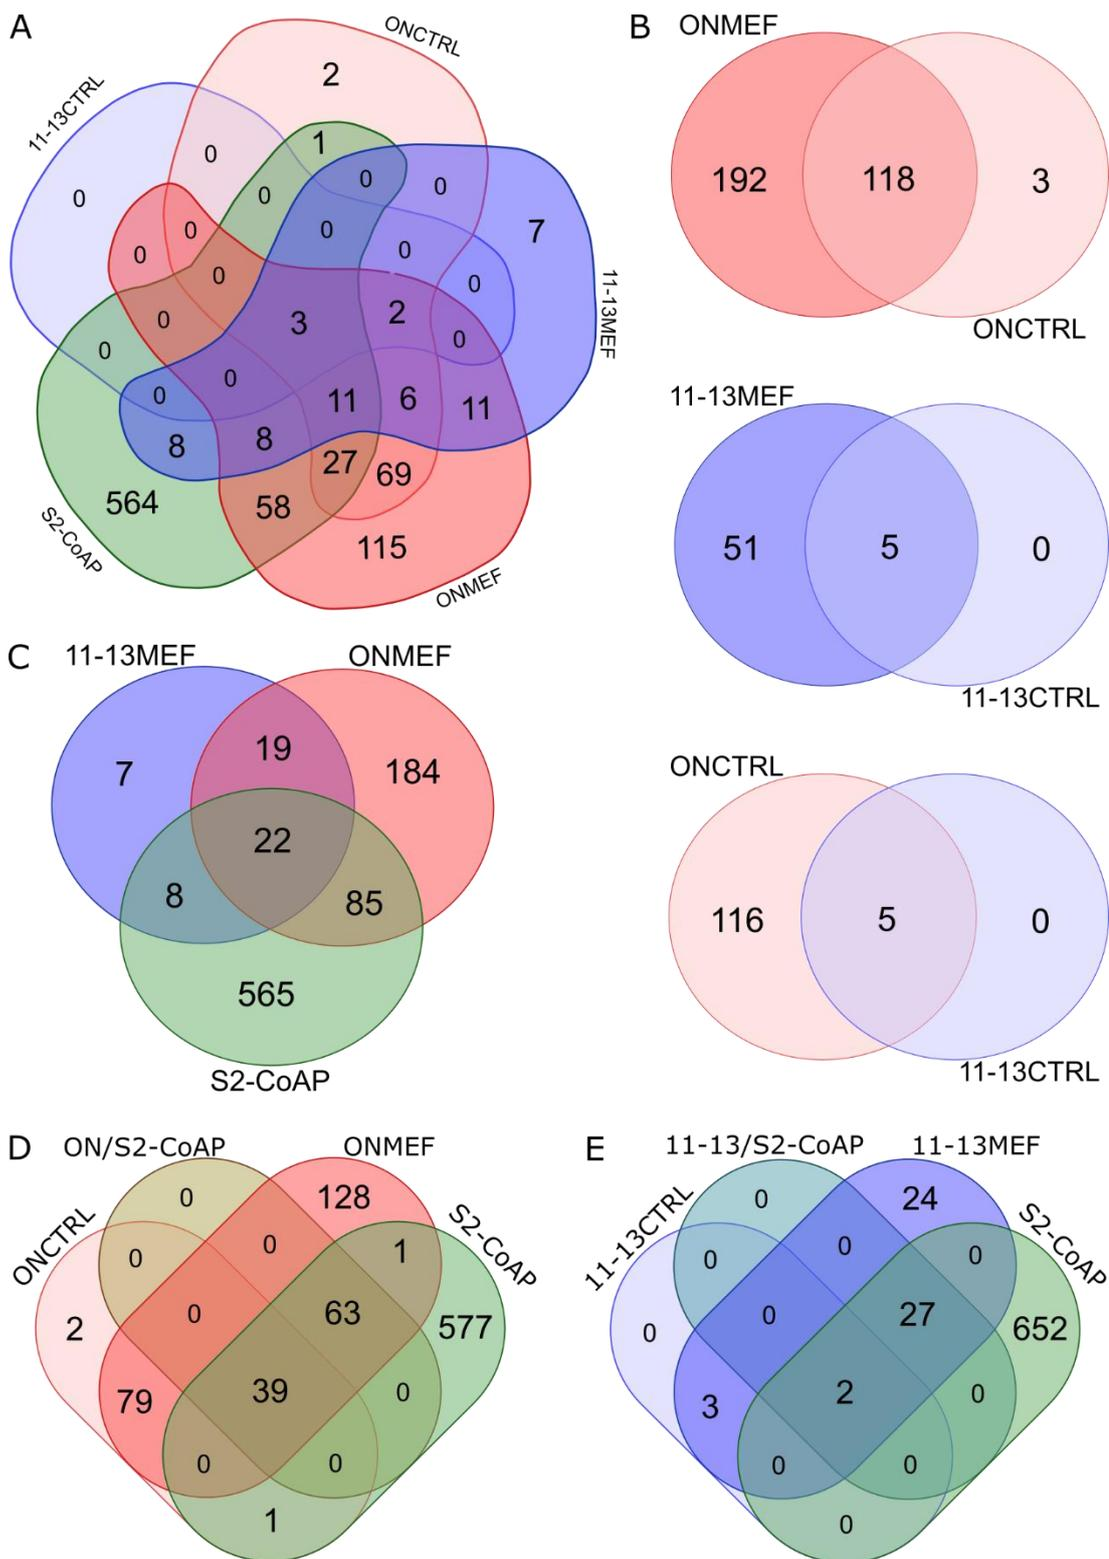 A
ONCTRL
2
11-13CTRL
1
0
0
0
0
0
7
0
0
0
0
0
0
11-13MEF
0
3
2
0
0
0
0
11
6
11
8
8
27
69
564
58
115
S2-CoAP
ONMEF
B
ONMEF
192
118
3
ONCTRL
11-13MEF
51
5
0
11-13CTRL
ONCTRL
116
5
0
11-13CTRL
C
11-13MEF
ONMEF
19
7
184
22
8
85
565
S2-CoAP
D
ON/S2-CoAP
ONMEF
ONCTRL
S2-CoAP
0
128
0
0
1
0
63
2
577
79
39
0
0
0
1
E
11-13/S2-CoAP
11-13MEF
11-13CTRL
S2-CoAP
0
24
0
0
0
0
27
0
652
3
2
0
0
0
0